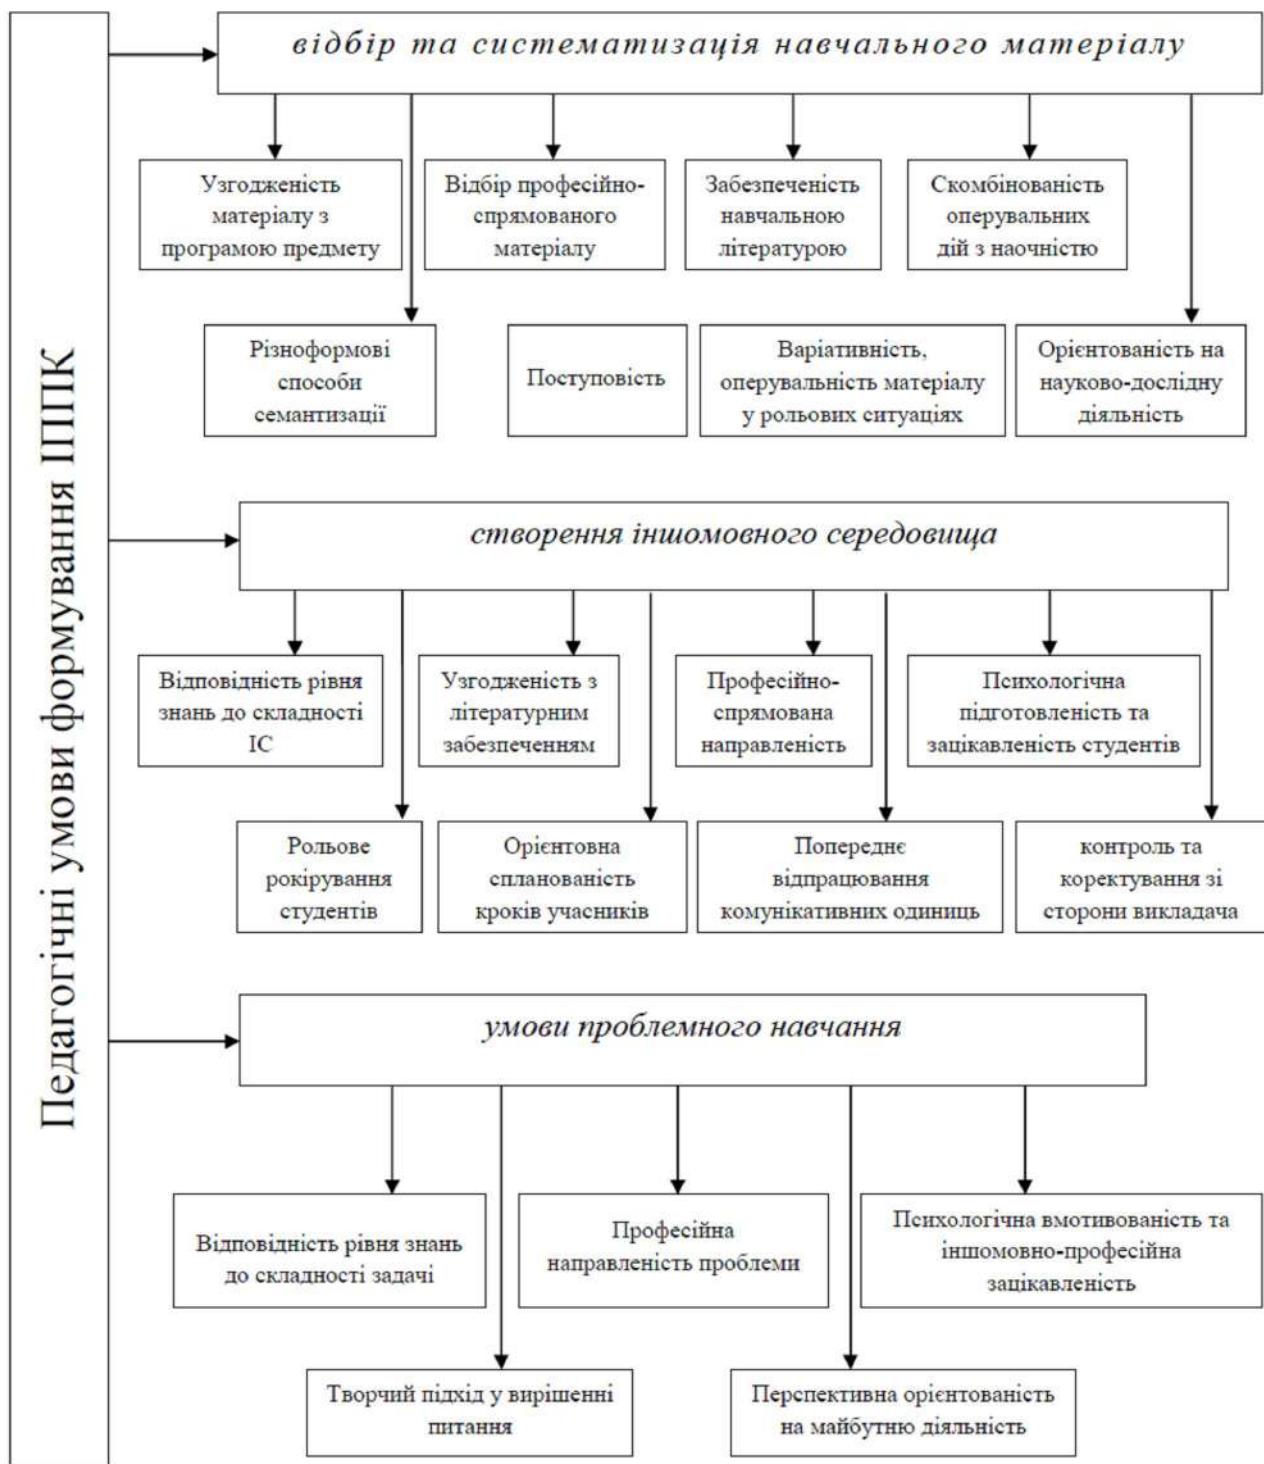 Педагогічні умови формування ІППК
відбір та систематизація навчального матеріалу
Узгодженість
матеріалу з
програмою предмету
Відбір професійно-
спрямованого
матеріалу
Забезпеченість
навчальною
літературою
Скомбінованість
оперувальних
дій з наочністю
Різноформові
способи
семантизації
Поступовість
Варіативність,
оперувальність матеріалу
у рольових ситуаціях
Орієнтованість на
науково-дослідну
діяльність
створення іншомовного середовища
Відповідність рівня
знань до складності
ІС
Узгодженість з
літературним
забезпеченням
Професійно-
спрямована
направленість
Психологічна
підготовленість та
зацікавленість студентів
Рольове
рокірування
студентів
Орієнтовна
спланованість
кроків учасників
Попереднє
відпрацювання
комунікативних одиниць
контроль та
коректування зі
сторони викладача
умови проблемного навчання
Відповідність рівня знань
до складності задачі
Професійна
направленість проблеми
Психологічна вмотивованість та
іншомовно-професійна
зацікавленість
Творчий підхід у вирішенні
питання
Перспективна орієнтованість
на майбутню діяльність